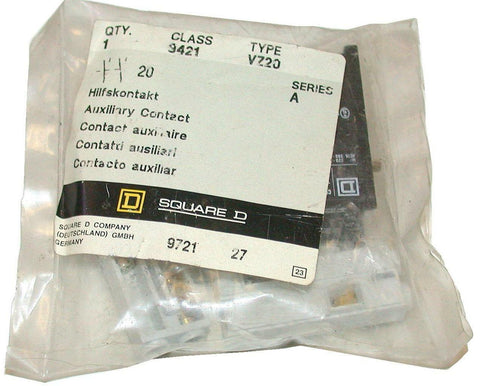 QTY. CLASS TYPE
1 9421 VZ20
20 SERIES
A
Hilfskontakt
Auxiliary Contact
Contact auxiliaire
Contatti ausiliari
Contacto auxiliar
D SQUARE D
SQUARE D COMPANY
(DEUTSCHLAND) GMBH
GERMANY
9721 27
23
D